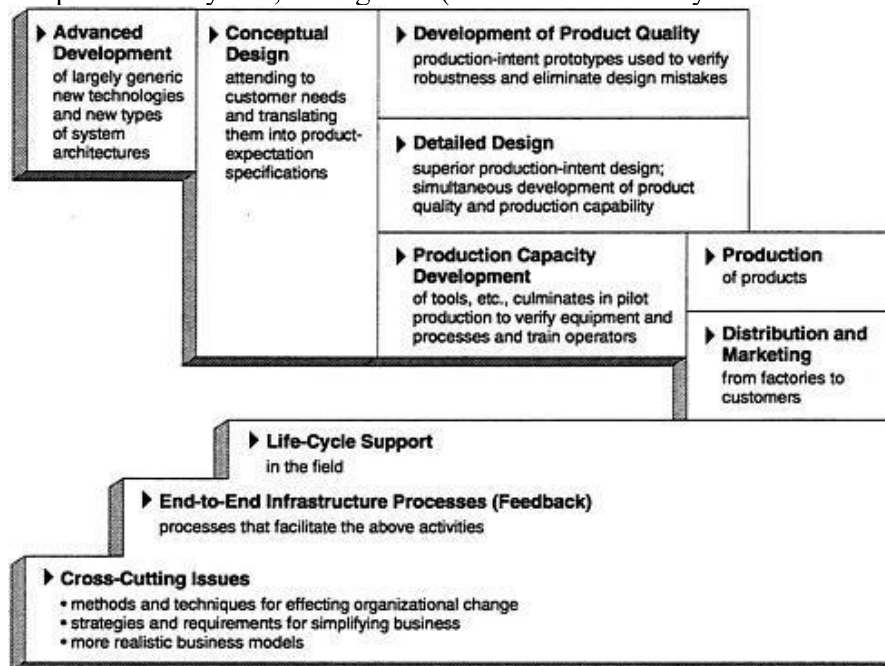 Advanced
Development
of largely generic
new technologies
and new types
of system
architectures
Conceptual
Design
attending to
customer needs
and translating
them into product-
expectation
specifications
Development of Product Quality
production-intent prototypes used to verify
robustness and eliminate design mistakes
Detailed Design
superior production-intent design;
simultaneous development of product
quality and production capability
Production Capacity
Development
of tools, etc., culminates in pilot
production to verify equipment and
processes and train operators
Production
of products
Distribution and
Marketing
from factories to
customers
Life-Cycle Support
in the field
End-to-End Infrastructure Processes (Feedback)
processes that facilitate the above activities
Cross-Cutting Issues
• methods and techniques for effecting organizational change
• strategies and requirements for simplifying business
• more realistic business models